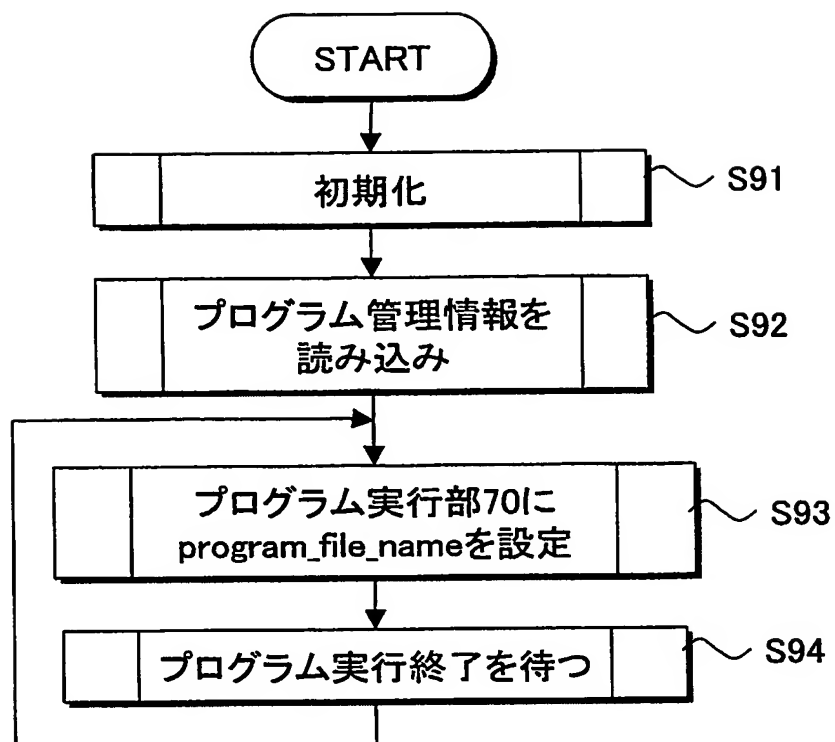 START
初期化
S91
プログラム管理情報を
読み込み
S92
プログラム実行部70に
program_file_nameを設定
S93
プログラム実行終了を待つ
S94